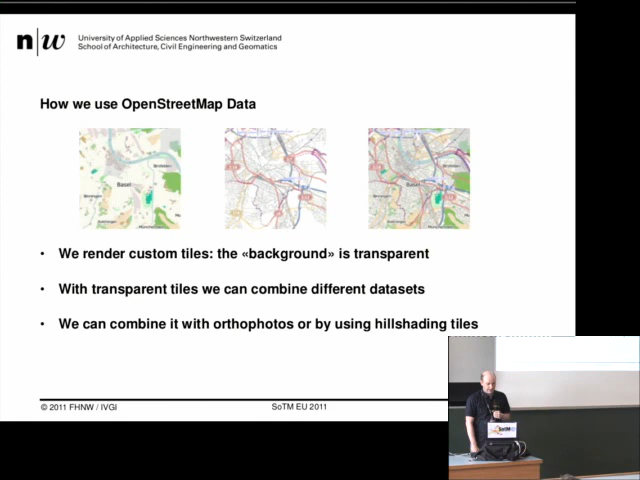 n w University of Applied Sciences Northwestern Switzerland
School of Architecture, Civil Engineering and Geomatics
How we use OpenStreetMap Data
Basel
Basel
• We render custom tiles: the «background» is transparent
• With transparent tiles we can combine different datasets
• We can combine it with orthophotos or by using hillshading tiles
© 2011 FHNW / IVGI
SoTM EU 2011